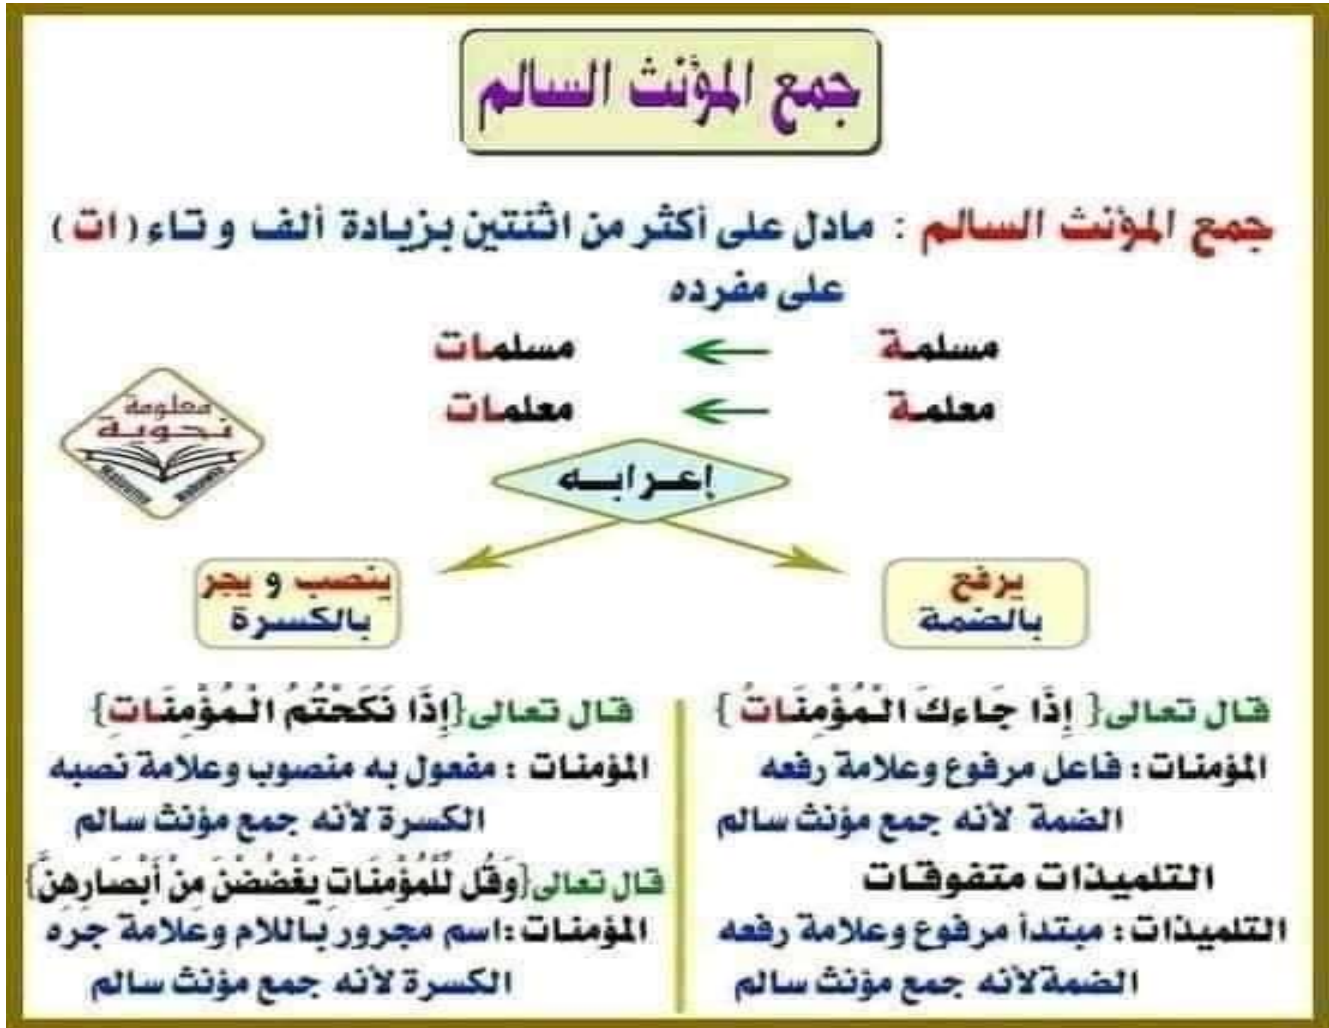 جمع المؤنث السالم
جمع المؤنث السالم : مادل على أكثر من اثنتين بزيادة ألف و تاء ( ات )
على مفرده
مسلمة ← مسلمات
معلمة ← معلمات
معلومة
نحوية
إعرابه
يرفع
بالضمة
ينصب و يجر
بالكسرة
قال تعالى{ إِذَا جَاءكَ الْمُؤْمِنَاتُ }
المؤمنات : فاعل مرفوع وعلامة رفعه
الضمة لأنه جمع مؤنث سالم
التلميذات متفوقات
التلميذات : مبتدأ مرفوع وعلامة رفعه
الضمةلأنه جمع مؤنث سالم
قال تعالى{إِذَا نَكَحْتُمُ الْمُؤْمِنَاتِ}
المؤمنات : مفعول به منصوب وعلامة نصبه
الكسرة لأنه جمع مؤنث سالم
قال تعالى{وَقُل لِّلْمُؤْمِنَاتِ يَغْضُضْنَ مِنْ أَبْصَارِهِنَّ}
المؤمنات :اسم مجرور باللام وعلامة جره
الكسرة لأنه جمع مؤنث سالم